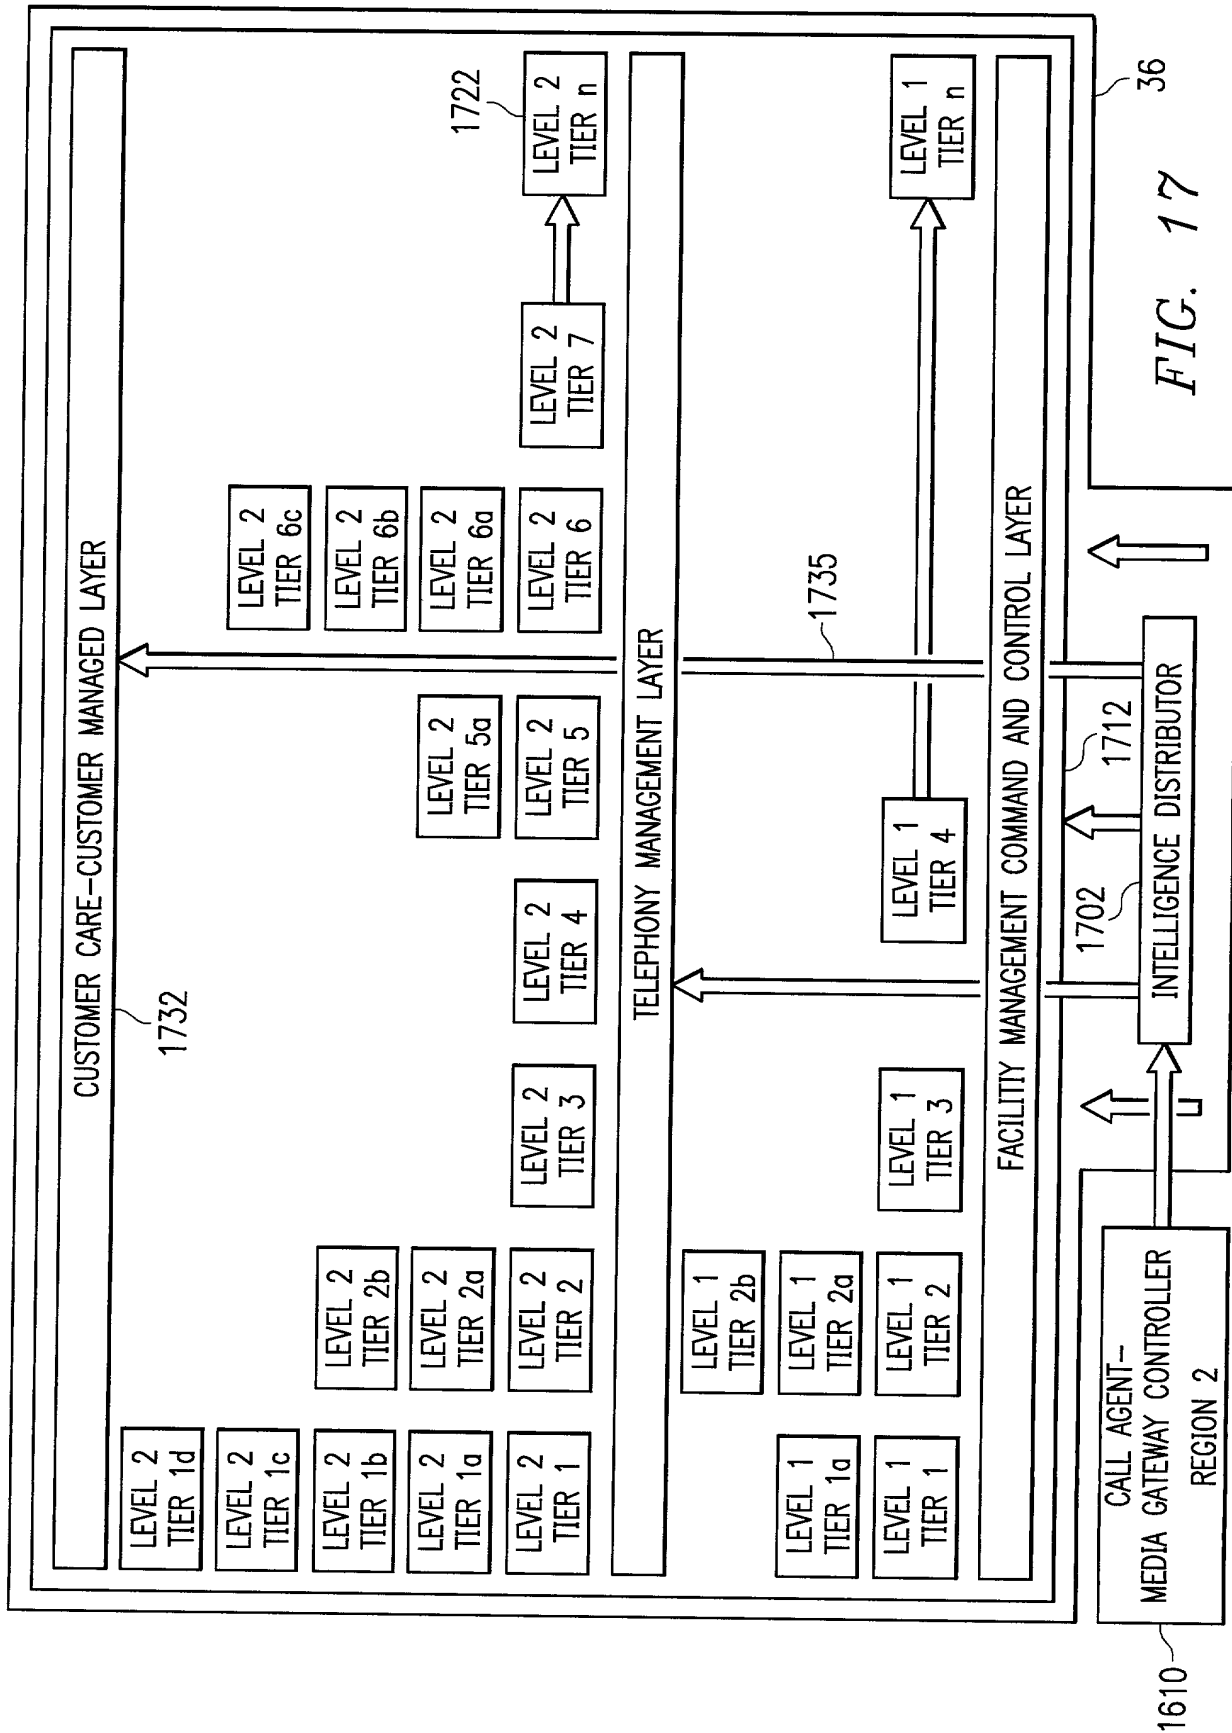 CUSTOMER CARE-CUSTOMER MANAGED LAYER
1732
LEVEL 2
TIER 1d
LEVEL 2
TIER 1c
LEVEL 2
TIER 1b
LEVEL 2
TIER 1a
LEVEL 2
TIER 1
LEVEL 2
TIER 2b
LEVEL 2
TIER 2a
LEVEL 2
TIER 2
LEVEL 2
TIER 3
LEVEL 2
TIER 4
LEVEL 2
TIER 5a
LEVEL 2
TIER 5
LEVEL 2
TIER 6c
LEVEL 2
TIER 6b
LEVEL 2
TIER 6a
LEVEL 2
TIER 6
LEVEL 2
TIER 7
1722
LEVEL 2
TIER n
TELEPHONY MANAGEMENT LAYER
LEVEL 1
TIER 1a
LEVEL 1
TIER 1
LEVEL 1
TIER 2b
LEVEL 1
TIER 2a
LEVEL 1
TIER 2
LEVEL 1
TIER 3
LEVEL 1
TIER 4
1735
LEVEL 1
TIER n
FACILITIY MANAGEMENT COMMAND AND CONTROL LAYER
1610
CALL AGENT-
MEDIA GATEWAY CONTROLLER
REGION 2
1702
INTELLIGENCE DISTRIBUTOR
1712
36
FIG. 17